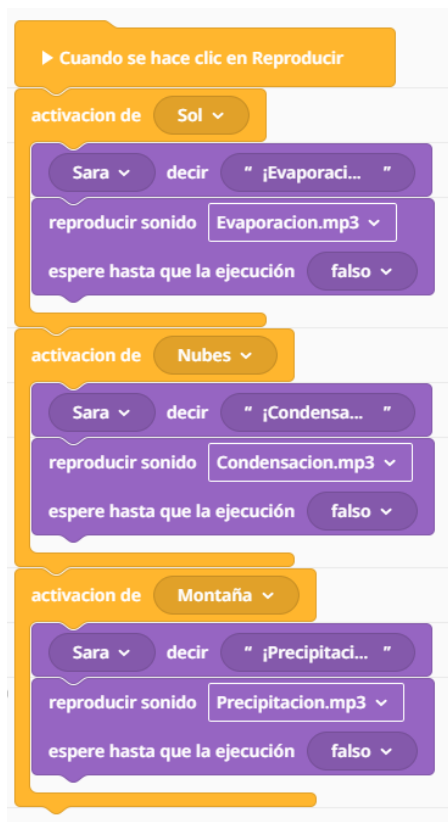 Cuando se hace clic en Reproducir
activacion de Sol
Sara decir " ¡Evaporaci... "
reproducir sonido Evaporacion.mp3
espere hasta que la ejecución falso
activacion de Nubes
Sara decir " ¡Condensa... "
reproducir sonido Condensacion.mp3
espere hasta que la ejecución falso
activacion de Montaña
Sara decir " ¡Precipitaci... "
reproducir sonido Precipitacion.mp3
espere hasta que la ejecución falso